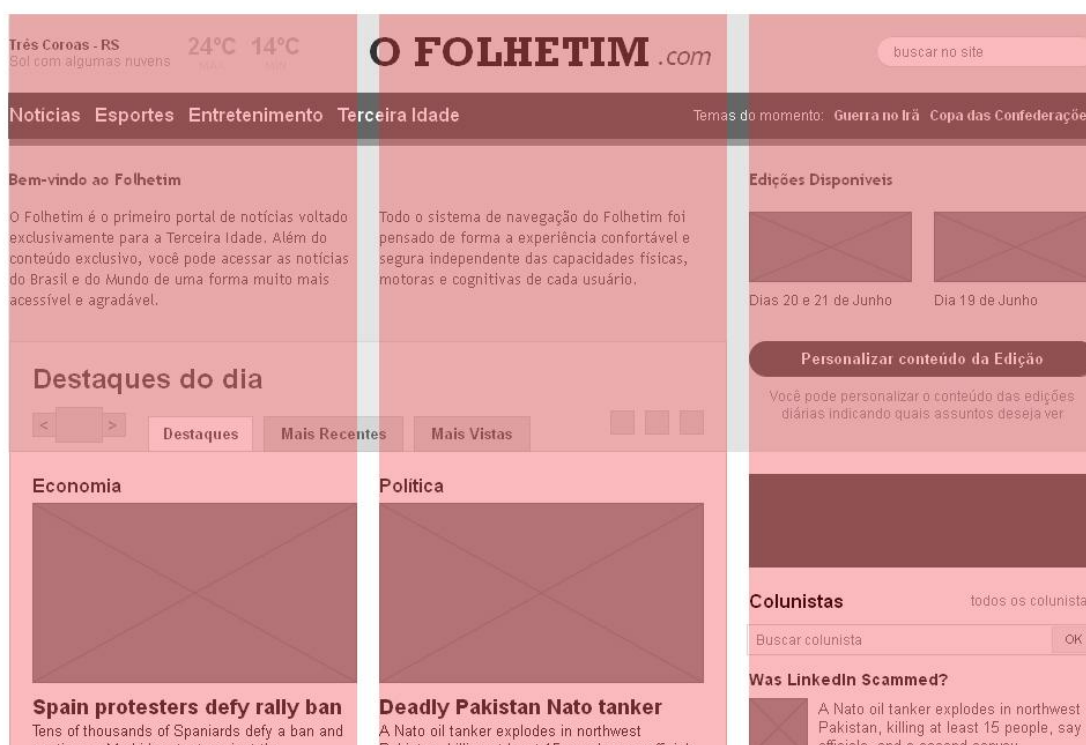 Três Coroas - RS
Sol com algumas nuvens
24°C 14°C
MÁX MÍN
O FOLHETIM .com
buscar no site
Notícias Esportes Entretenimento Terceira Idade
Temas do momento: Guerra no Irã Copa das Confederaçõe
Bem-vindo ao Folhetim
O Folhetim é o primeiro portal de notícias voltado
exclusivamente para a Terceira Idade. Além do
conteúdo exclusivo, você pode acessar as notícias
do Brasil e do Mundo de uma forma muito mais
acessível e agradável.
Todo o sistema de navegação do Folhetim foi
pensado de forma a experiência confortável e
segura independente das capacidades físicas,
motoras e cognitivas de cada usuário.
Edições Disponíveis
Dias 20 e 21 de Junho
Dia 19 de Junho
Personalizar conteúdo da Edição
Você pode personalizar o conteúdo das edições
diárias indicando quais assuntos deseja ver
Destaques do dia
< >
Destaques
Mais Recentes
Mais Vistas
Economia
Spain protesters defy rally ban
Tens of thousands of Spaniards defy a ban and
Política
Deadly Pakistan Nato tanker
A Nato oil tanker explodes in northwest
Colunistas
todos os colunista
Buscar colunista
OK
Was LinkedIn Scammed?
A Nato oil tanker explodes in northwest
Pakistan, killing at least 15 people, say
officials, and a second convoy